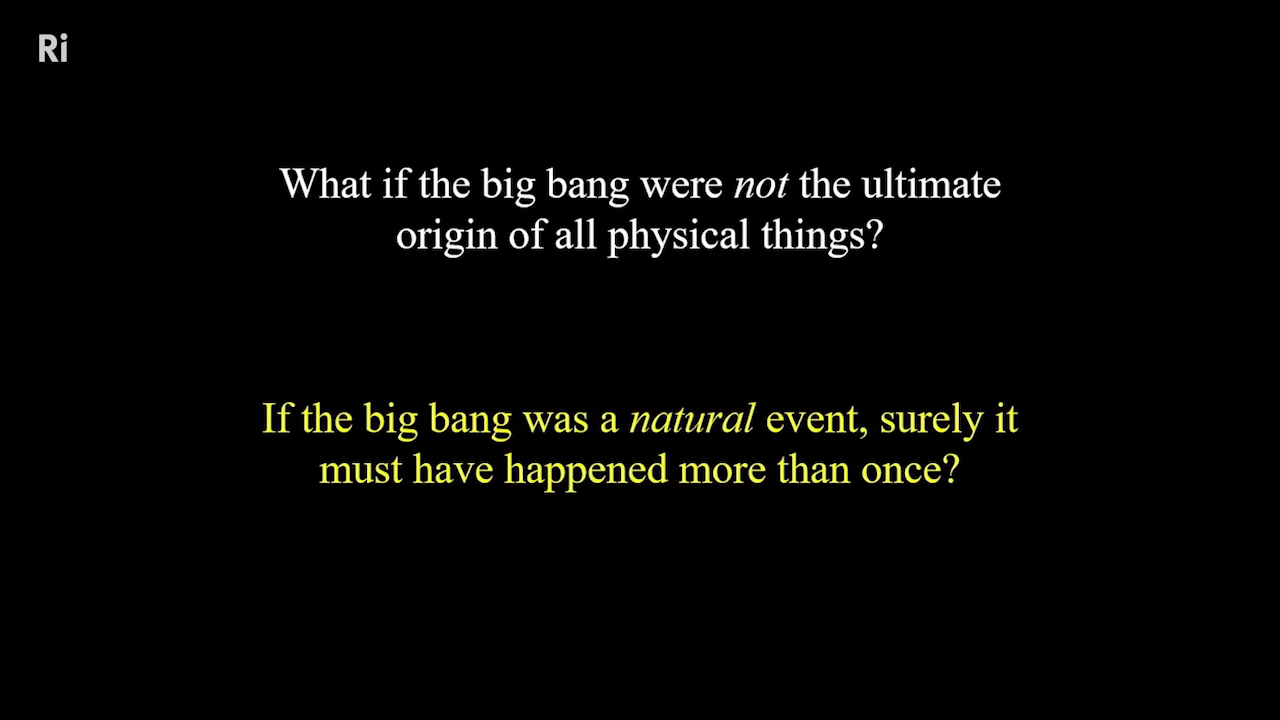 Ri
What if the big bang were not the ultimate
origin of all physical things?
If the big bang was a natural event, surely it
must have happened more than once?